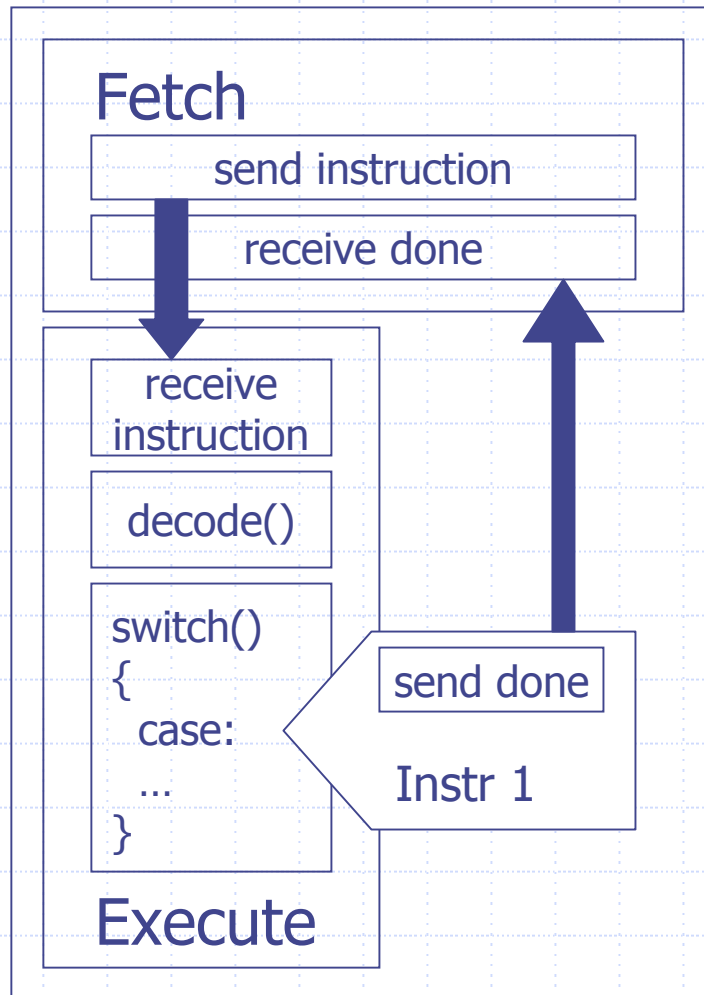 Fetch
send instruction
receive done
receive
instruction
decode()
switch()
{
case:
...
}
send done
Instr 1
Execute